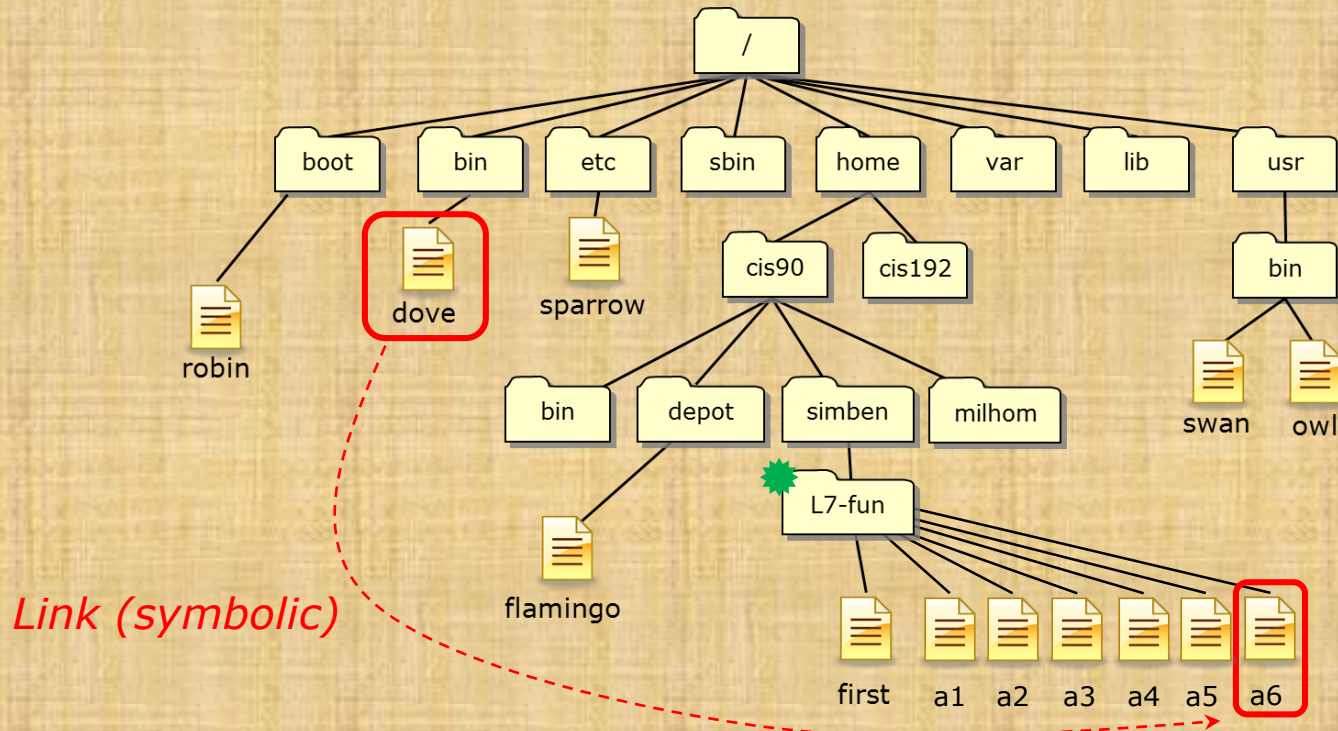 /
boot bin etc sbin home var lib usr
cis90 cis192 bin
dove sparrow
robin
bin depot simben milhom
swan owl
L7-fun
flamingo
Link (symbolic)
first a1 a2 a3 a4 a5 a6